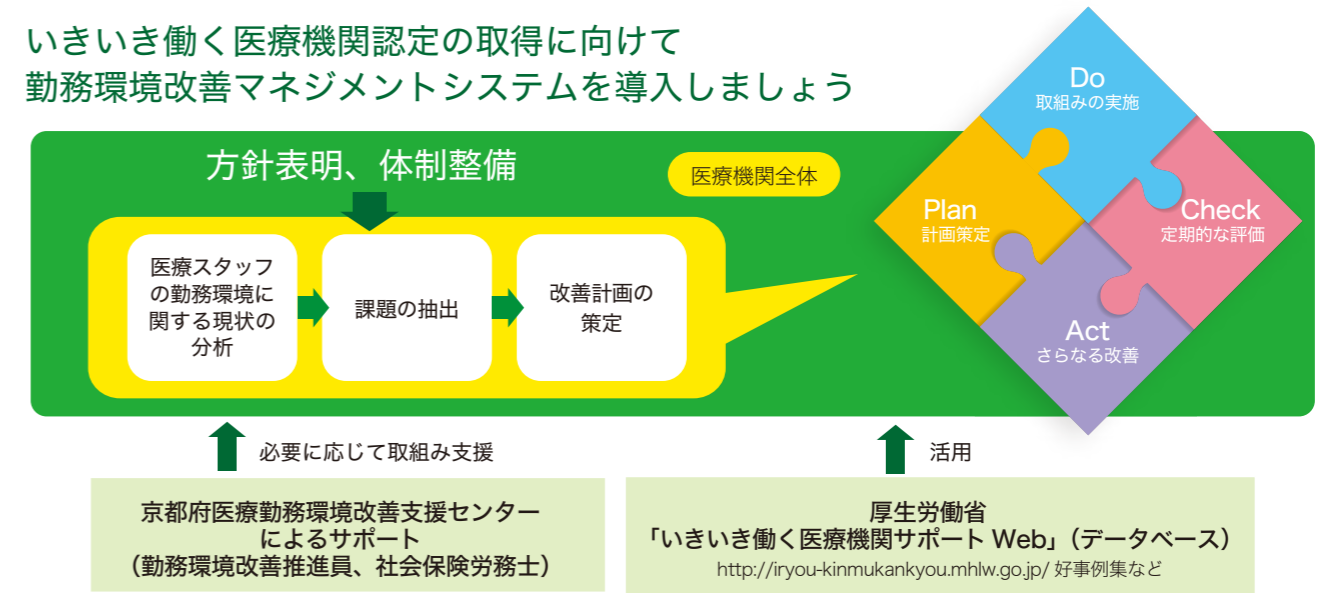 いきいき働く医療機関認定の取得に向けて
勤務環境改善マネジメントシステムを導入しましょう
方針表明、体制整備
医療機関全体
医療スタッフ
の勤務環境に
関する現状の
分析
課題の抽出
改善計画の
策定
Do
取組みの実施
Plan
計画策定
Check
定期的な評価
Act
さらなる改善
必要に応じて取組み支援
京都府医療勤務環境改善支援センター
によるサポート
（勤務環境改善推進員、社会保険労務士）
活用
厚生労働省
「いきいき働く医療機関サポート Web」（データベース）
http://iryou-kinmukankyou.mhlw.go.jp/ 好事例集など